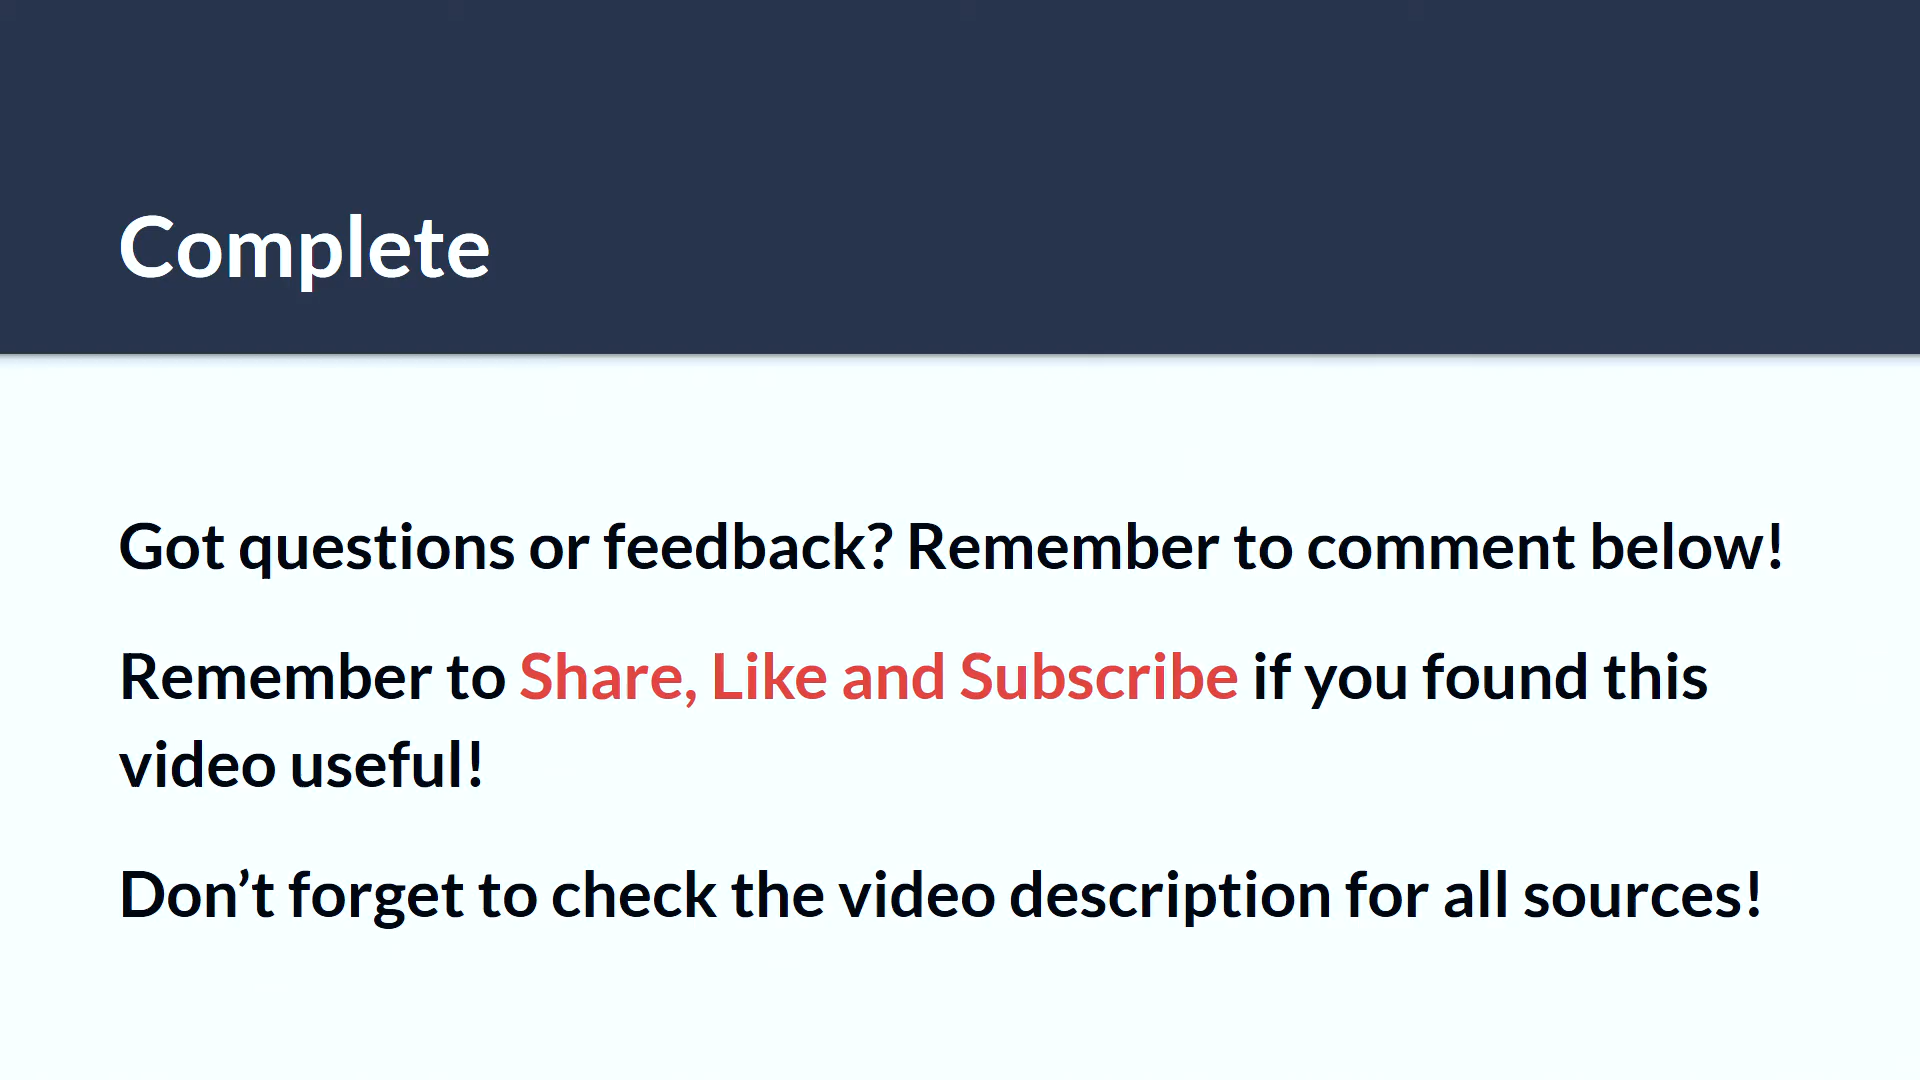 Complete
Got questions or feedback? Remember to comment below!
Remember to Share, Like and Subscribe if you found this
video useful!
Don’t forget to check the video description for all sources!